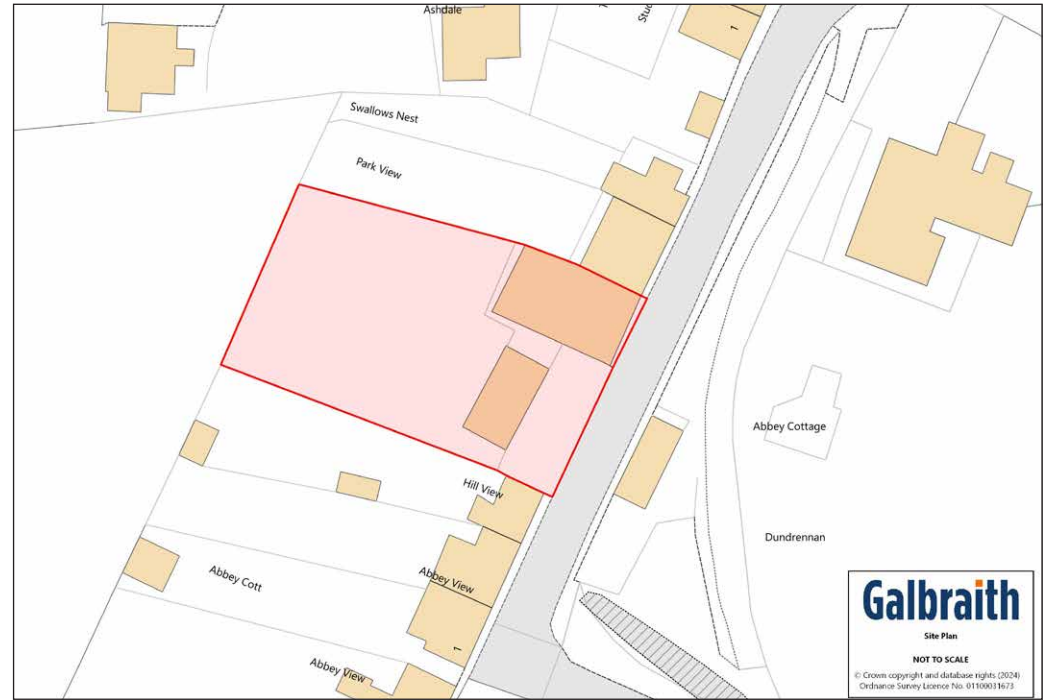 Ashdale
1
Swallows Nest
Park View
Abbey Cottage
Hill View
Dundrennan
Abbey View
Abbey Cott
1
Abbey View
Galbraith
Site Plan
NOT TO SCALE
© Crown copyright and database rights (2024)
Ordnance Survey Licence No. 01100031673